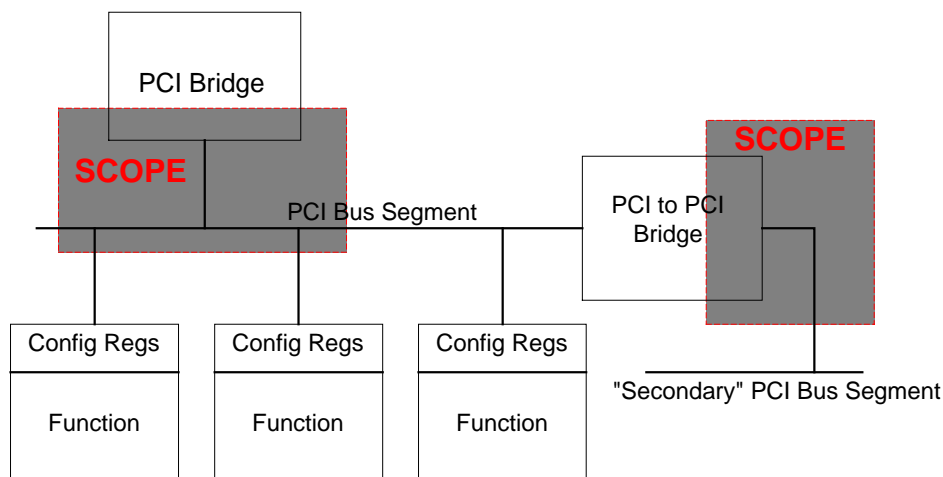 PCI Bridge
SCOPE
SCOPE
PCI Bus Segment
PCI to PCI
Bridge
Config Regs
Config Regs
Config Regs
"Secondary" PCI Bus Segment
Function
Function
Function